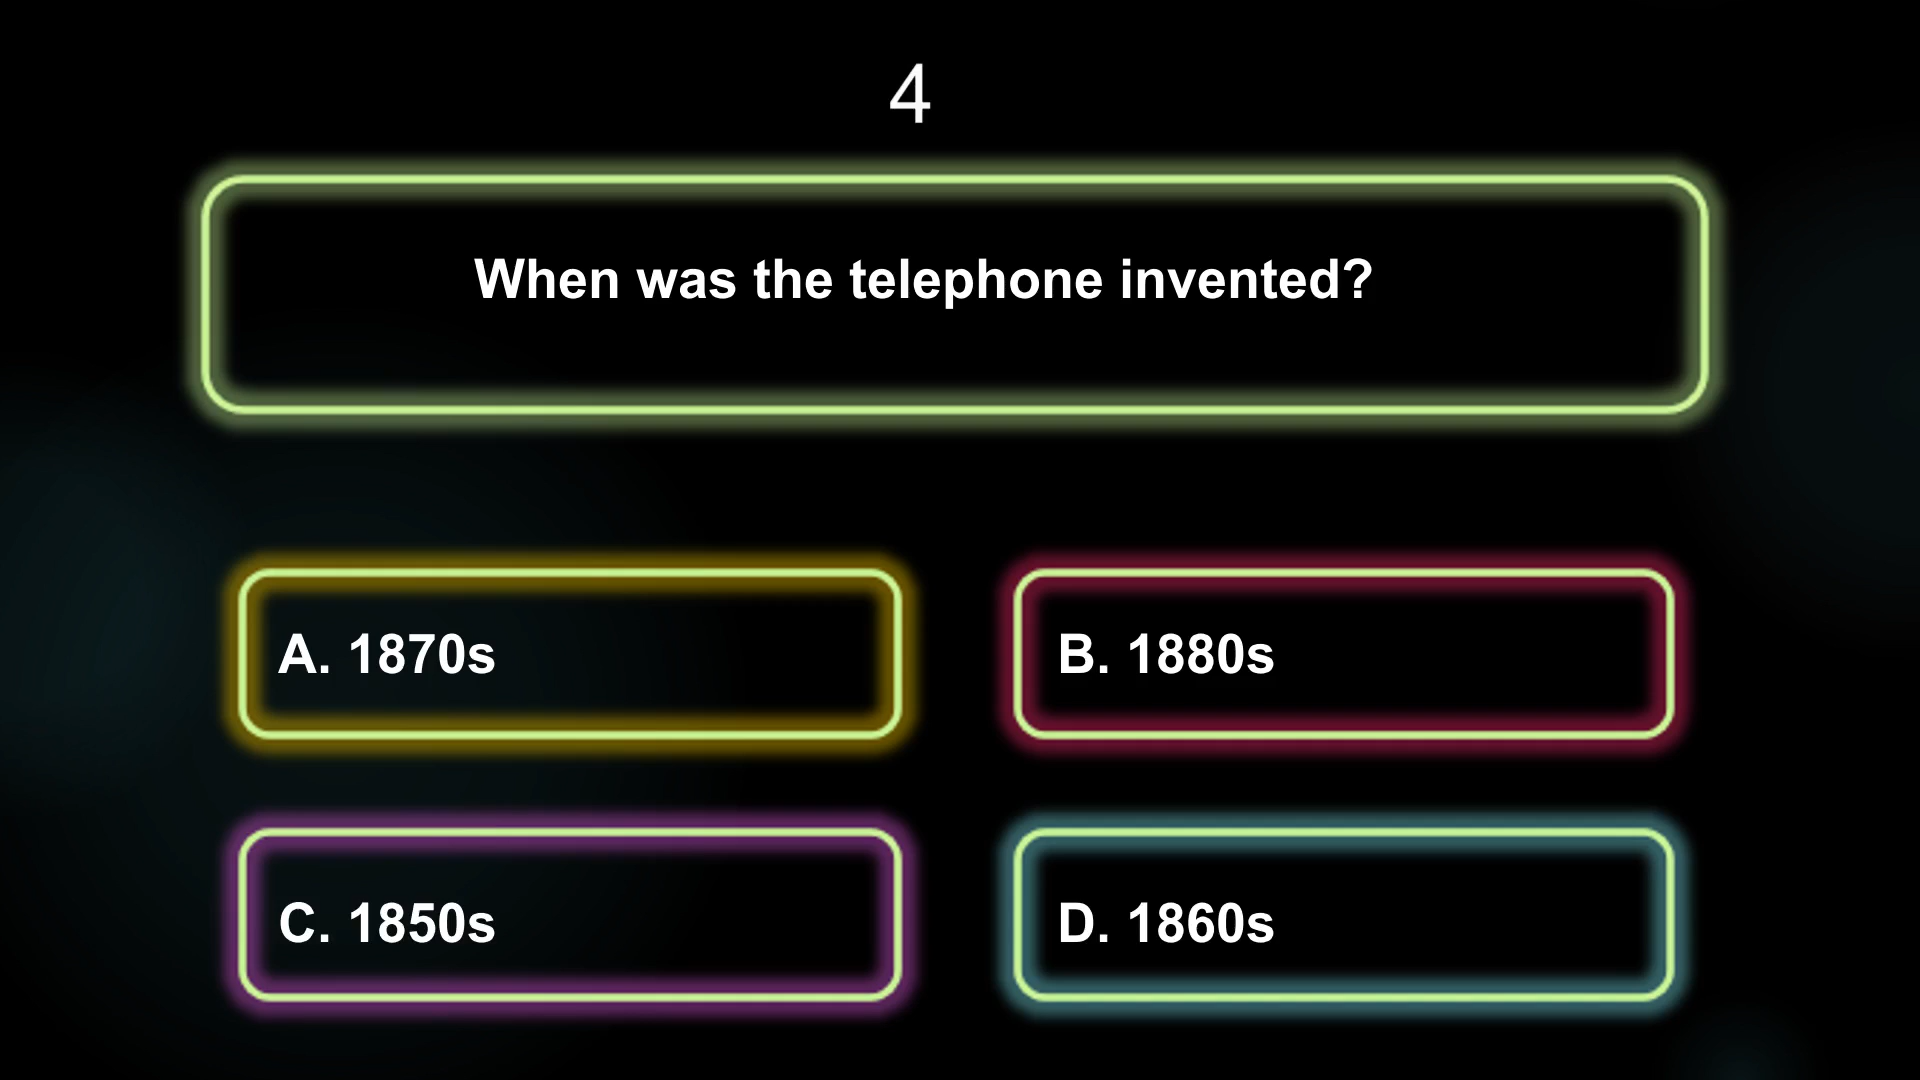 4
When was the telephone invented?
A. 1870s
B. 1880s
C. 1850s
D. 1860s